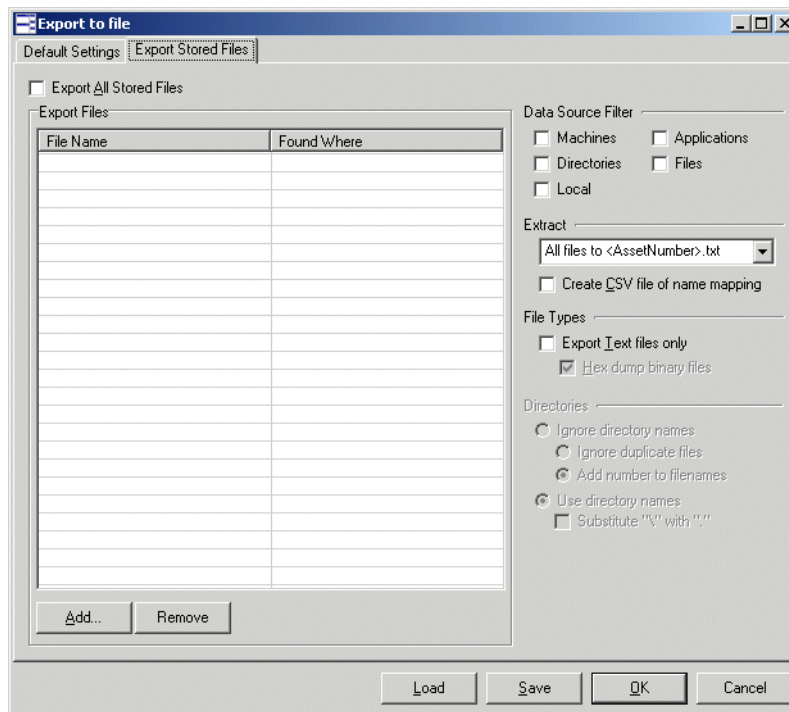 Export to file
Default Settings
Export Stored Files
Export All Stored Files
Export Files
File Name
Found Where
Add...
Remove
Data Source Filter
Machines
Applications
Directories
Files
Local
Extract
All files to <AssetNumber>.txt
Create CSV file of name mapping
File Types
Export Text files only
Hex dump binary files
Directories
Ignore directory names
Ignore duplicate files
Add number to filenames
Use directory names
Substitute "\" with "."
Load
Save
OK
Cancel